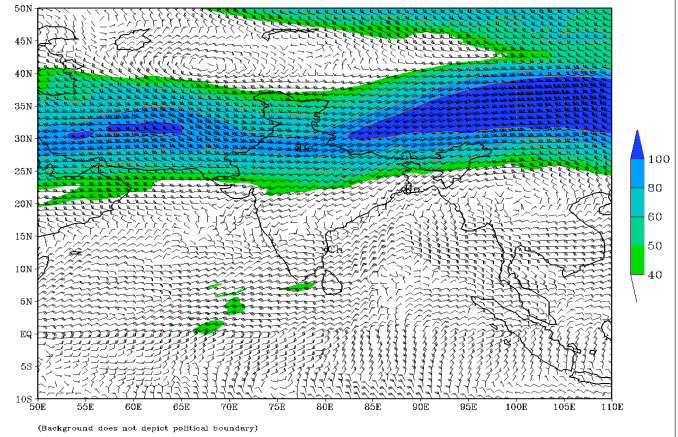 50N
45N
40N
35N
30N
25N
20N
15N
10N
5N
EQ
5S
10S
50E 55E 60E 65E 70E 75E 80E 85E 90E 95E 100E 105E 110E
100
80
60
50
40
(Background does not depict political boundary)